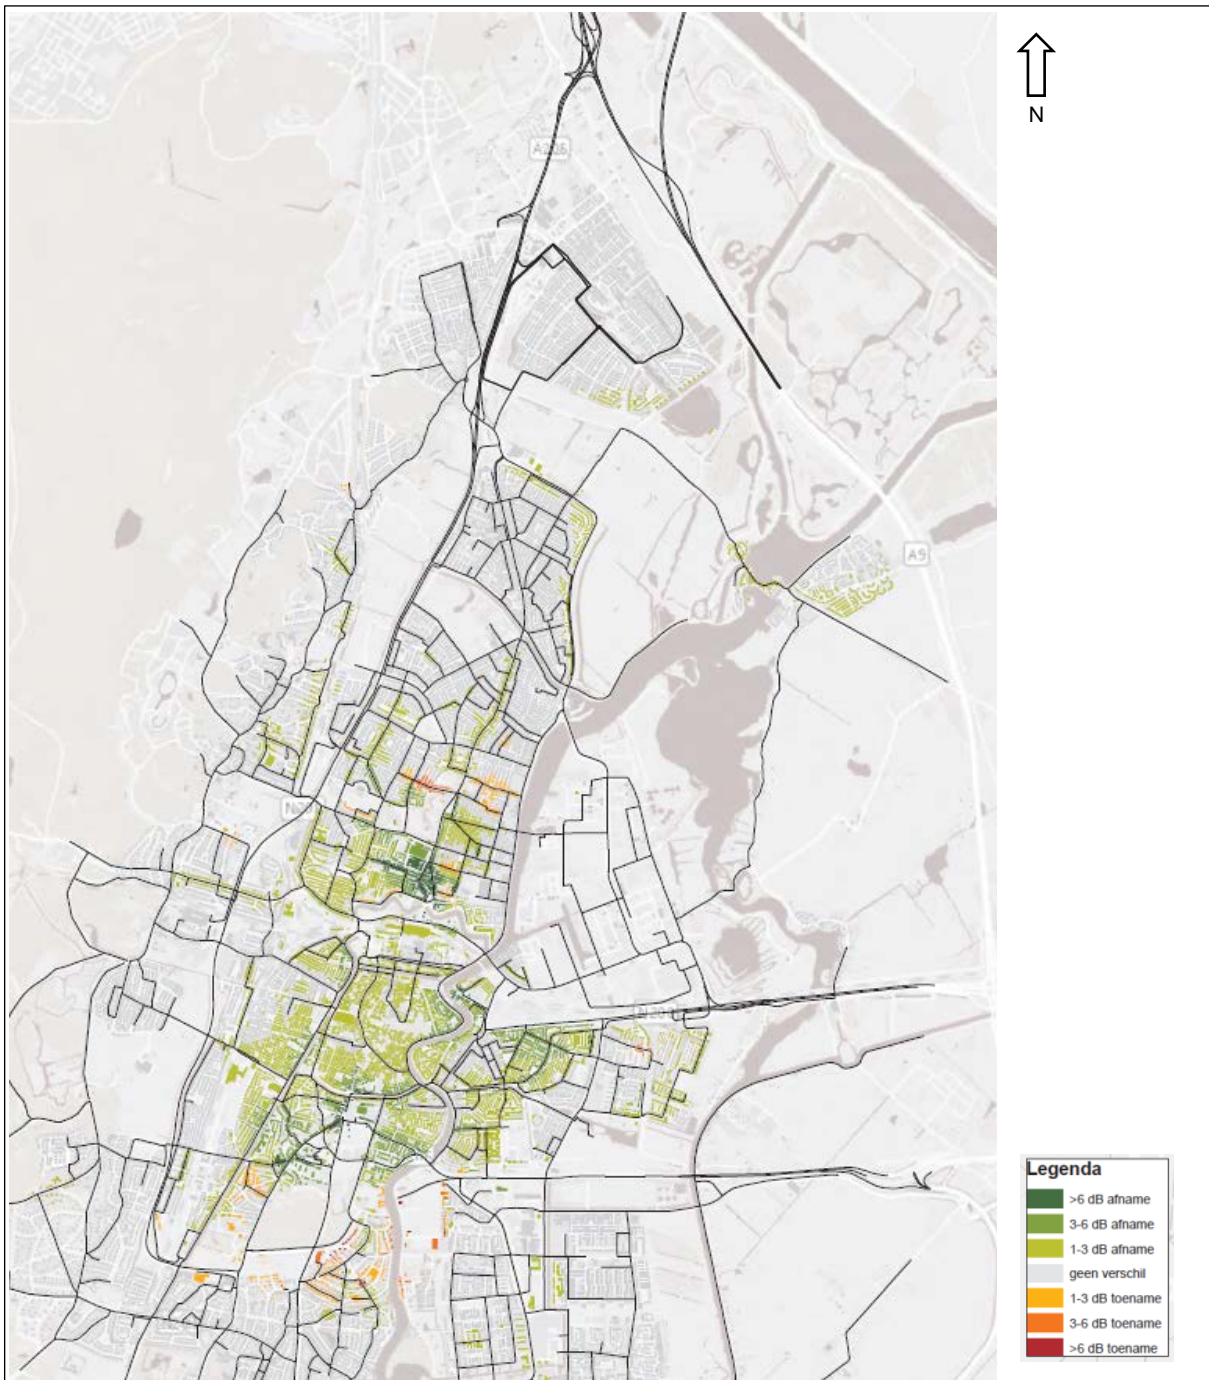 N
A208
A9
Legenda
>6 dB afname
3-6 dB afname
1-3 dB afname
geen verschil
1-3 dB toename
3-6 dB toename
>6 dB toename